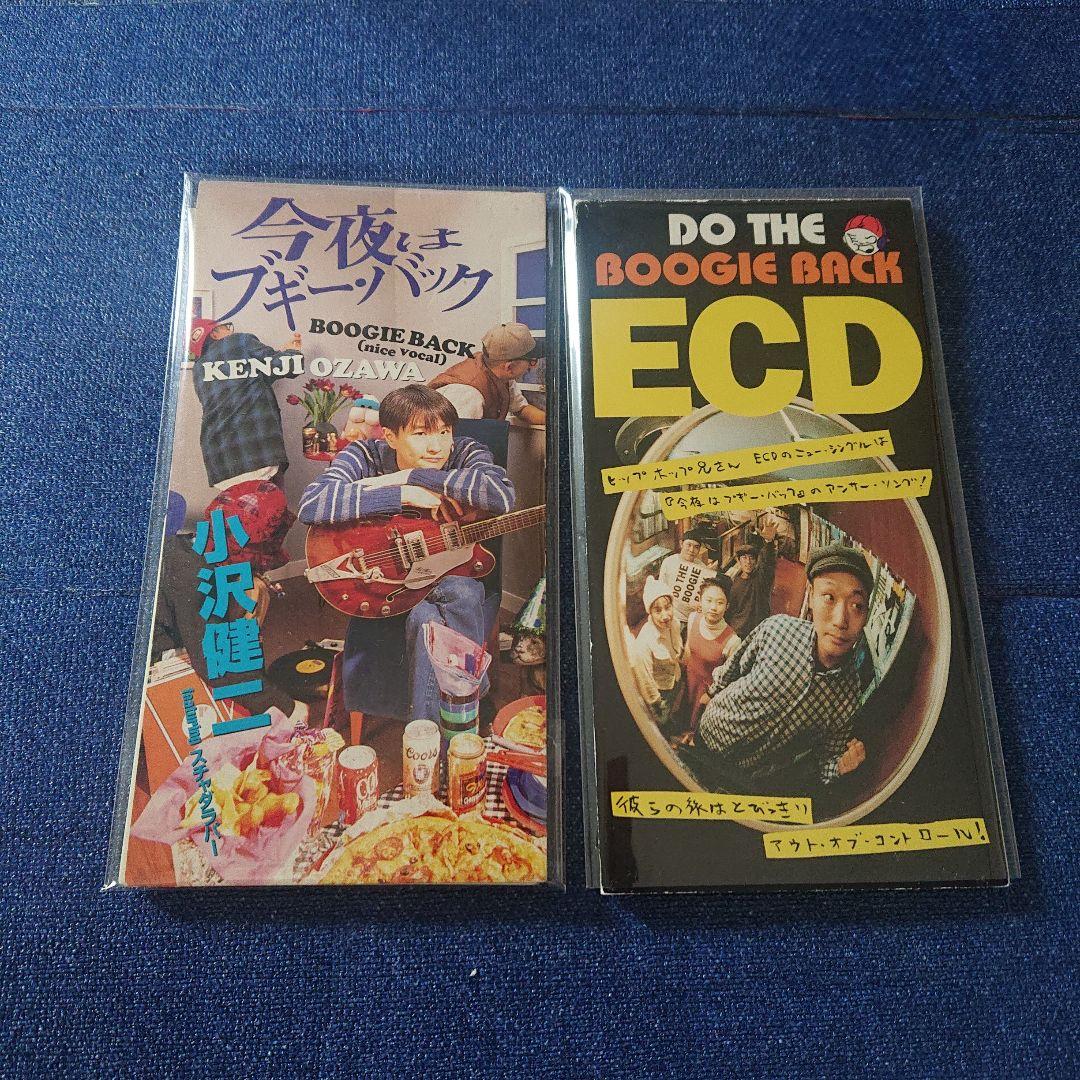 今夜はブギー・バック
BOOGIE BACK
(nice vocal)
KENJI OZAWA
小沢健二
featuring スチャダラパー
Coors
DO THE
BOOGIE BACK
ECD
ヒップ ホップ兄さん ECDのニュー・シングルは
『今夜はブギー・バック』のアンサー・ソング!
DO THE
BOOGIE
彼らの旅はとびっきり
アウト・オブ・コントロール!